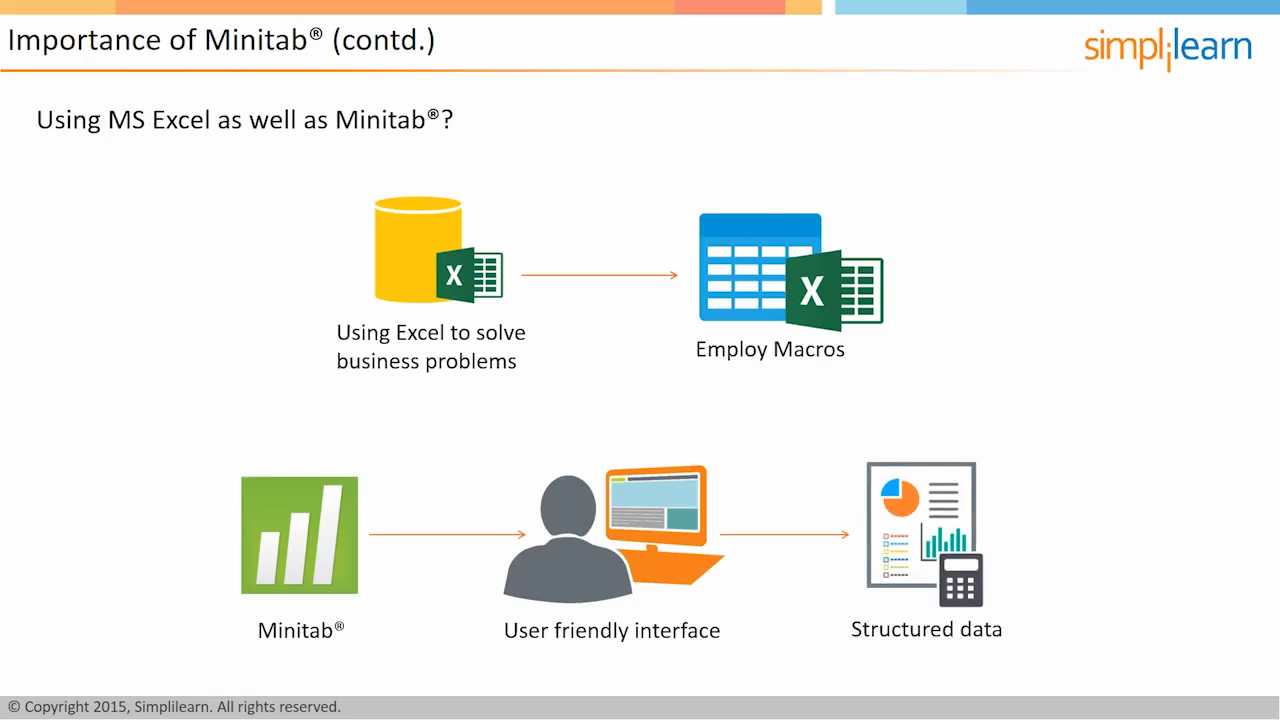 Importance of Minitab® (contd.)
simplilearn
Using MS Excel as well as Minitab®?
X
X
Using Excel to solve
business problems
Employ Macros
Minitab®
User friendly interface
Structured data
© Copyright 2015, Simplilearn. All rights reserved.